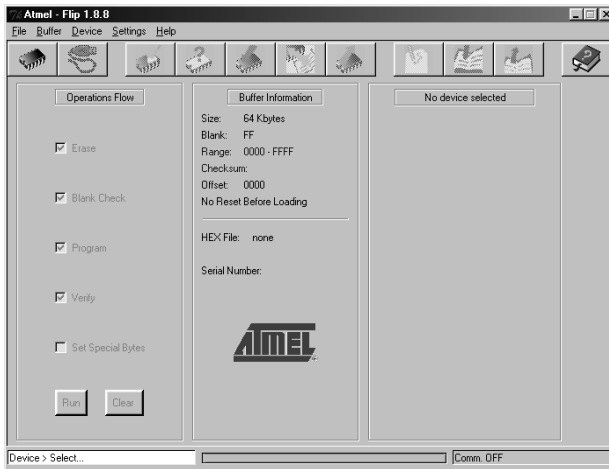 Atmel - Flip 1.8.8
File Buffer Device Settings Help
Operations Flow
Erase
Blank Check
Program
Verify
Set Special Bytes
Run Clear
Buffer Information
Size: 64 Kbytes
Blank: FF
Range: 0000 - FFFF
Checksum:
Offset: 0000
No Reset Before Loading
HEX File: none
Serial Number:
ATMEL
No device selected
Device > Select...
Comm. OFF